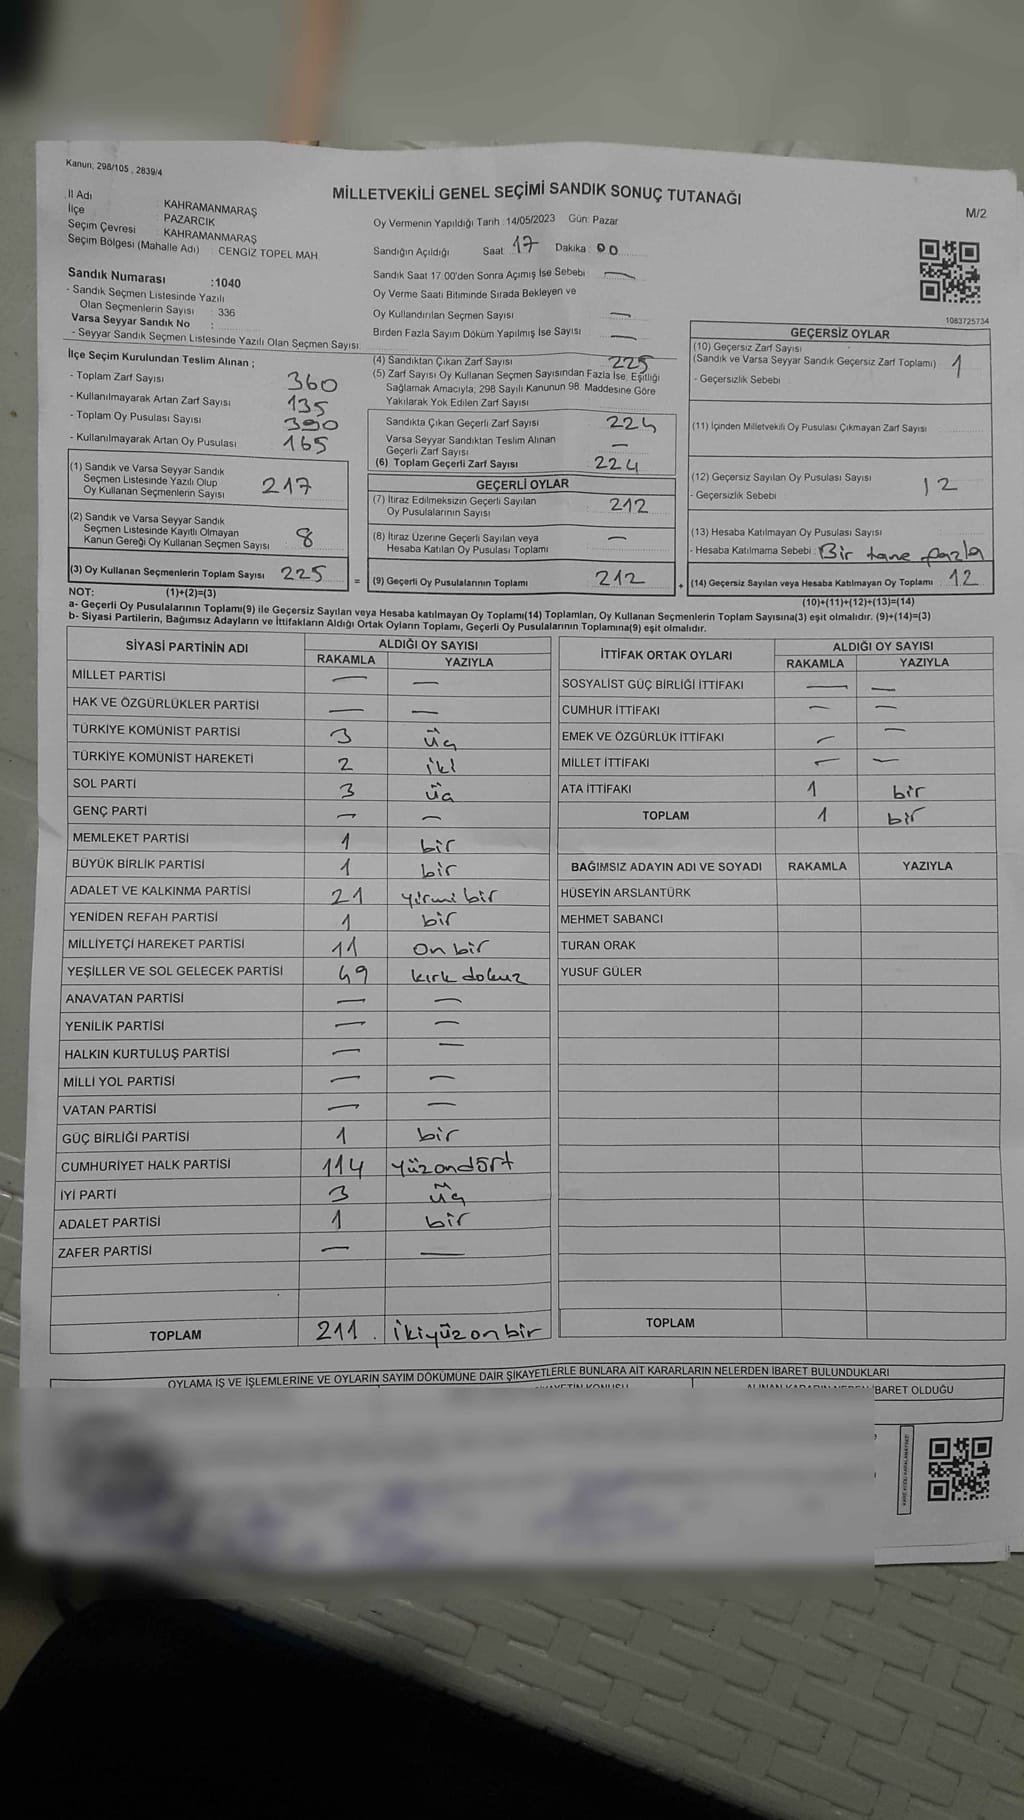 Kanun; 298/105 , 2839/4
MİLLETVEKİLİ GENEL SEÇİMİ SANDIK SONUÇ TUTANAĞI
M/2
İl Adı : KAHRAMANMARAŞ
İlçe : PAZARCIK
Seçim Çevresi : KAHRAMANMARAŞ
Seçim Bölgesi (Mahalle Adı) : CENGİZ TOPEL MAH.
Sandık Numarası :1040
- Sandık Seçmen Listesinde Yazılı
Olan Seçmenlerin Sayısı : 336
Varsa Seyyar Sandık No :
- Seyyar Sandık Seçmen Listesinde Yazılı Olan Seçmen Sayısı:
Oy Vermenin Yapıldığı Tarih :14/05/2023 Gün: Pazar
Sandığın Açıldığı Saat: 17 Dakika: 00
Sandık Saat 17.00'den Sonra Açımış İse Sebebi —
Oy Verme Saati Bitiminde Sırada Bekleyen ve
Oy Kullandırılan Seçmen Sayısı —
Birden Fazla Sayım Döküm Yapılmış İse Sayısı —
1083725734
İlçe Seçim Kurulundan Teslim Alınan ;
- Toplam Zarf Sayısı 360
- Kullanılmayarak Artan Zarf Sayısı 135
- Toplam Oy Pusulası Sayısı 390
- Kullanılmayarak Artan Oy Pusulası 165
(1) Sandık ve Varsa Seyyar Sandık
Seçmen Listesinde Yazılı Olup
Oy Kullanan Seçmenlerin Sayısı 217
(2) Sandık ve Varsa Seyyar Sandık
Seçmen Listesinde Kayıtlı Olmayan
Kanun Gereği Oy Kullanan Seçmen Sayısı 8
(3) Oy Kullanan Seçmenlerin Toplam Sayısı 225
(1)+(2)=(3)
(4) Sandıktan Çıkan Zarf Sayısı 225
(5) Zarf Sayısı Oy Kullanan Seçmen Sayısından Fazla İse, Eşitliği
Sağlamak Amacıyla; 298 Sayılı Kanunun 98. Maddesine Göre
Yakılarak Yok Edilen Zarf Sayısı
Sandıkta Çıkan Geçerli Zarf Sayısı 224
Varsa Seyyar Sandıktan Teslim Alınan
Geçerli Zarf Sayısı —
(6) Toplam Geçerli Zarf Sayısı 224
GEÇERLİ OYLAR
(7) İtiraz Edilmeksizin Geçerli Sayılan
Oy Pusulalarının Sayısı 212
(8) İtiraz Üzerine Geçerli Sayılan veya
Hesaba Katılan Oy Pusulası Toplamı —
= (9) Geçerli Oy Pusulalarının Toplamı 212
GEÇERSİZ OYLAR
(10) Geçersiz Zarf Sayısı
(Sandık ve Varsa Seyyar Sandık Geçersiz Zarf Toplamı) 1
- Geçersizlik Sebebi :
(11) İçinden Milletvekili Oy Pusulası Çıkmayan Zarf Sayısı
(12) Geçersiz Sayılan Oy Pusulası Sayısı 12
- Geçersizlik Sebebi :
(13) Hesaba Katılmayan Oy Pusulası Sayısı
- Hesaba Katılmama Sebebi : Bir tane fazla
+ (14) Geçersiz Sayılan veya Hesaba Katılmayan Oy Toplamı : 12
(10)+(11)+(12)+(13)=(14)
NOT:
a- Geçerli Oy Pusulalarının Toplamı(9) ile Geçersiz Sayılan veya Hesaba katılmayan Oy Toplamı(14) Toplamları, Oy Kullanan Seçmenlerin Toplam Sayısına(3) eşit olmalıdır. (9)+(14)=(3)
b- Siyasi Partilerin, Bağımsız Adayların ve İttifakların Aldığı Ortak Oyların Toplamı, Geçerli Oy Pusulalarının Toplamına(9) eşit olmalıdır.
SİYASİ PARTİNİN ADI ALDIĞI OY SAYISI
RAKAMLA YAZIYLA
MİLLET PARTİSİ — —
HAK VE ÖZGÜRLÜKLER PARTİSİ — —
TÜRKİYE KOMÜNİST PARTİSİ 3 üç
TÜRKİYE KOMÜNİST HAREKETİ 2 iki
SOL PARTİ 3 üç
GENÇ PARTİ — —
MEMLEKET PARTİSİ 1 bir
BÜYÜK BİRLİK PARTİSİ 1 bir
ADALET VE KALKINMA PARTİSİ 21 yirmi bir
YENİDEN REFAH PARTİSİ 1 bir
MİLLİYETÇİ HAREKET PARTİSİ 11 on bir
YEŞİLLER VE SOL GELECEK PARTİSİ 49 kırk dokuz
ANAVATAN PARTİSİ — —
YENİLİK PARTİSİ — —
HALKIN KURTULUŞ PARTİSİ — —
MİLLİ YOL PARTİSİ — —
VATAN PARTİSİ — —
GÜÇ BİRLİĞİ PARTİSİ 1 bir
CUMHURİYET HALK PARTİSİ 114 yüzondört
İYİ PARTİ 3 üç
ADALET PARTİSİ 1 bir
ZAFER PARTİSİ — —
TOPLAM 211 . ikiyüz on bir
İTTİFAK ORTAK OYLARI ALDIĞI OY SAYISI
RAKAMLA YAZIYLA
SOSYALİST GÜÇ BİRLİĞİ İTTİFAKI — —
CUMHUR İTTİFAKI — —
EMEK VE ÖZGÜRLÜK İTTİFAKI — —
MİLLET İTTİFAKI — —
ATA İTTİFAKI 1 bir
TOPLAM 1 bir
BAĞIMSIZ ADAYIN ADI VE SOYADI RAKAMLA YAZIYLA
HÜSEYİN ARSLANTÜRK
MEHMET SABANCI
TURAN ORAK
YUSUF GÜLER
TOPLAM
OYLAMA İŞ VE İŞLEMLERİNE VE OYLARIN SAYIM DÖKÜMÜNE DAİR ŞİKAYETLERLE BUNLARA AİT KARARLARIN NELERDEN İBARET BULUNDUKLARI
İBARET OLDUĞU